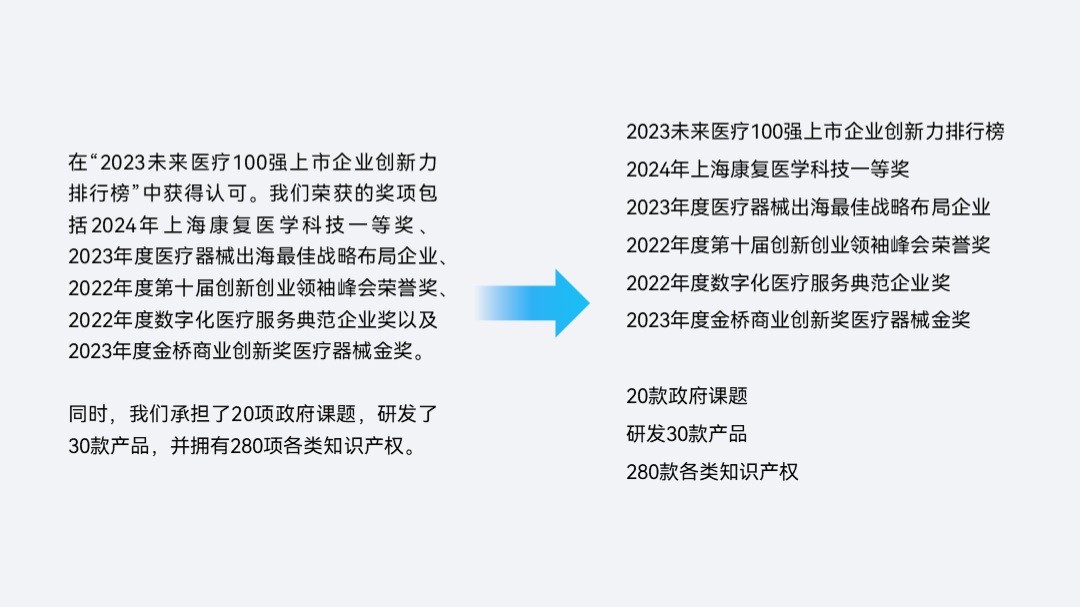 在“2023未来医疗100强上市企业创新力
排行榜”中获得认可。我们荣获的奖项包
括2024年上海康复医学科技一等奖、
2023年度医疗器械出海最佳战略布局企业、
2022年度第十届创新创业领袖峰会荣誉奖、
2022年度数字化医疗服务典范企业奖以及
2023年度金桥商业创新奖医疗器械金奖。
同时，我们承担了20项政府课题，研发了
30款产品，并拥有280项各类知识产权。
2023未来医疗100强上市企业创新力排行榜
2024年上海康复医学科技一等奖
2023年度医疗器械出海最佳战略布局企业
2022年度第十届创新创业领袖峰会荣誉奖
2022年度数字化医疗服务典范企业奖
2023年度金桥商业创新奖医疗器械金奖
20款政府课题
研发30款产品
280款各类知识产权